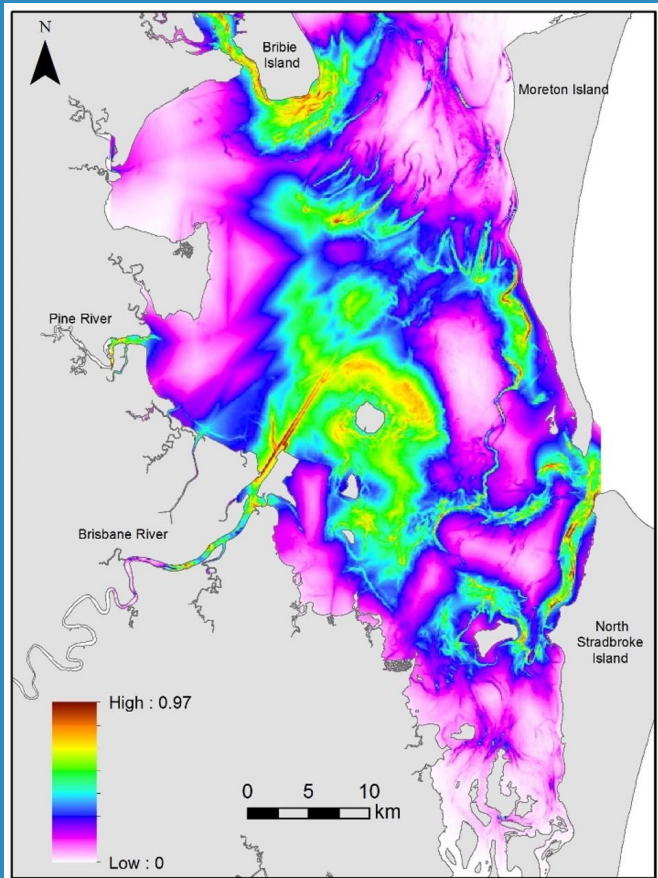 N
Bribie
Island
Moreton Island
Pine River
Brisbane River
North
Stradbroke
Island
High : 0.97
Low : 0
0 5 10
km